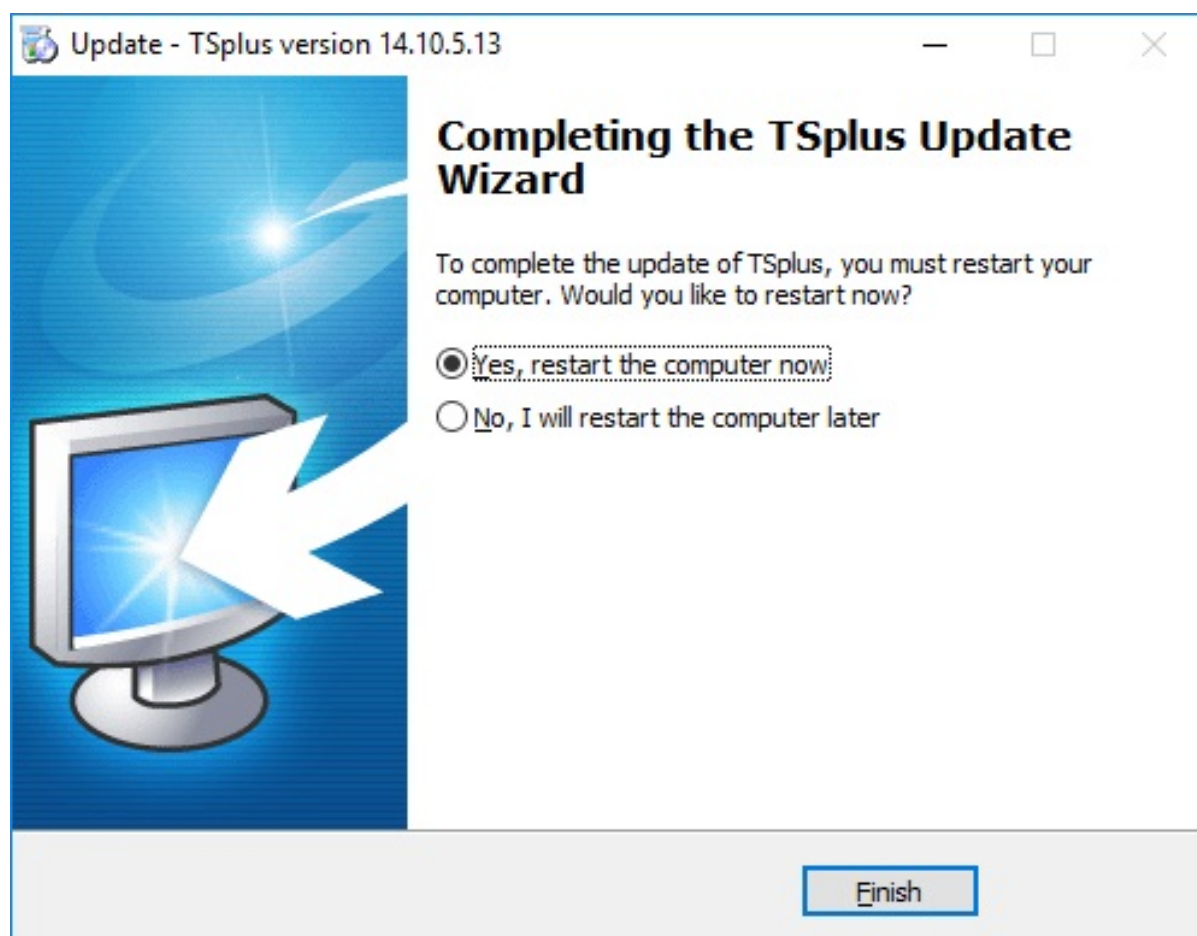 Update - TSplus version 14.10.5.13
Completing the TSplus Update
Wizard
To complete the update of TSplus, you must restart your
computer. Would you like to restart now?
Yes, restart the computer now
No, I will restart the computer later
Finish